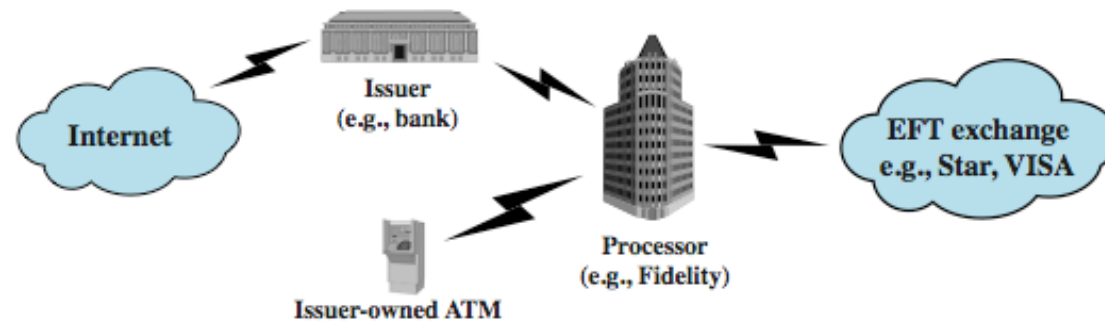 Internet
Issuer
(e.g., bank)
EFT exchange
e.g., Star, VISA
Processor
(e.g., Fidelity)
Issuer-owned ATM